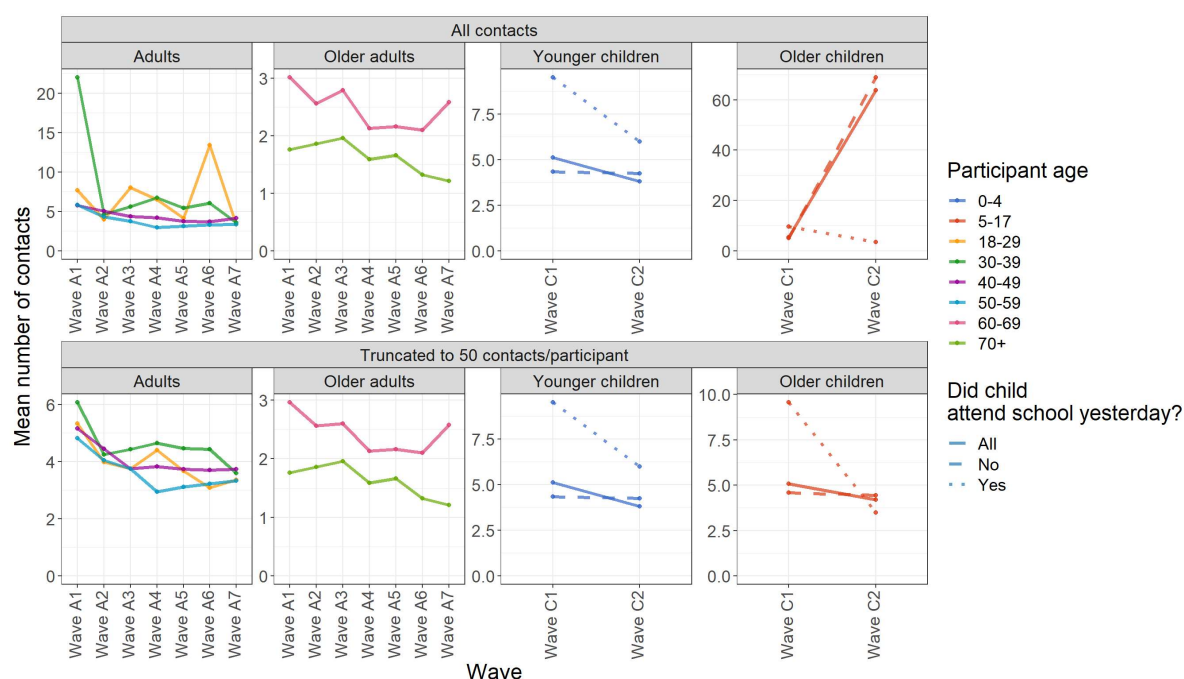 All contacts
Adults
Older adults
Younger children
Older children
20
15
10
5
0
3
2
1
0
7.5
5.0
2.5
0.0
60
40
20
0
Wave A1
Wave A2
Wave A3
Wave A4
Wave A5
Wave A6
Wave A7
Wave A1
Wave A2
Wave A3
Wave A4
Wave A5
Wave A6
Wave A7
Wave C1
Wave C2
Wave C1
Wave C2
Truncated to 50 contacts/participant
Adults
Older adults
Younger children
Older children
6
4
2
0
3
2
1
0
7.5
5.0
2.5
0.0
10.0
7.5
5.0
2.5
0.0
Wave A1
Wave A2
Wave A3
Wave A4
Wave A5
Wave A6
Wave A7
Wave A1
Wave A2
Wave A3
Wave A4
Wave A5
Wave A6
Wave A7
Wave C1
Wave C2
Wave C1
Wave C2
Mean number of contacts
Wave
Participant age
0-4
5-17
18-29
30-39
40-49
50-59
60-69
70+
Did child
attend school yesterday?
All
No
Yes